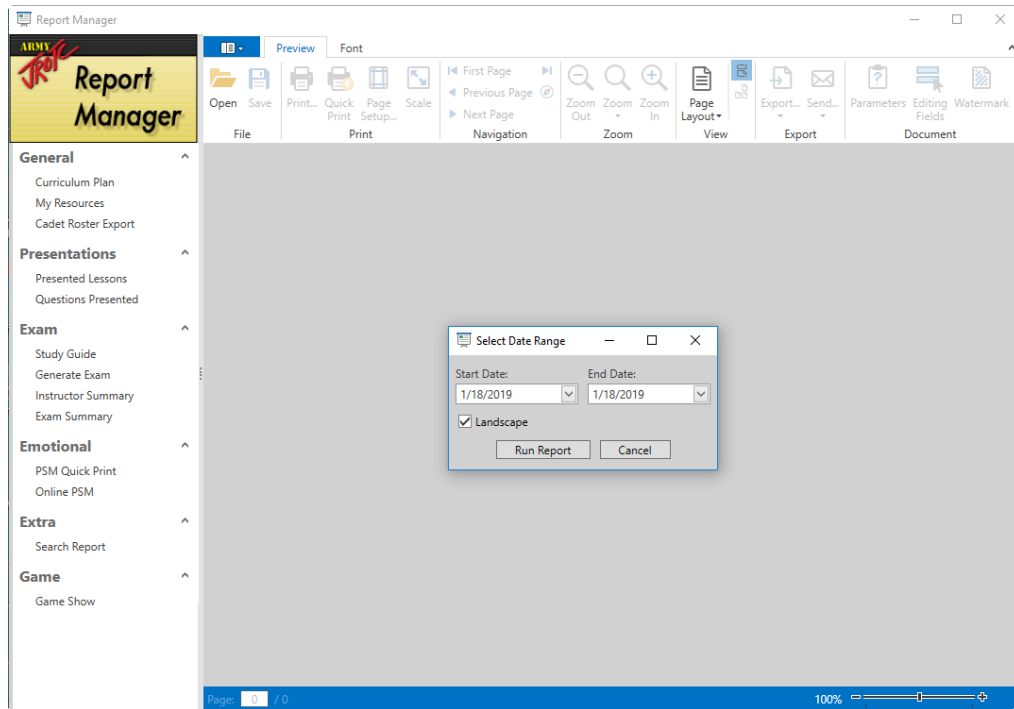 Report Manager
ARMY
JROTC
Report
Manager
Preview Font
Open Save Print... Quick Print Page Setup... Scale
First Page
Previous Page
Next Page
Zoom Out Zoom Zoom In
Page Layout
Export... Send...
Parameters Editing Fields Watermark
File Print Navigation Zoom View Export Document
General
Curriculum Plan
My Resources
Cadet Roster Export
Presentations
Presented Lessons
Questions Presented
Exam
Study Guide
Generate Exam
Instructor Summary
Exam Summary
Emotional
PSM Quick Print
Online PSM
Extra
Search Report
Game
Game Show
Select Date Range
Start Date: End Date:
1/18/2019 1/18/2019
Landscape
Run Report Cancel
Page: 0 / 0 100%